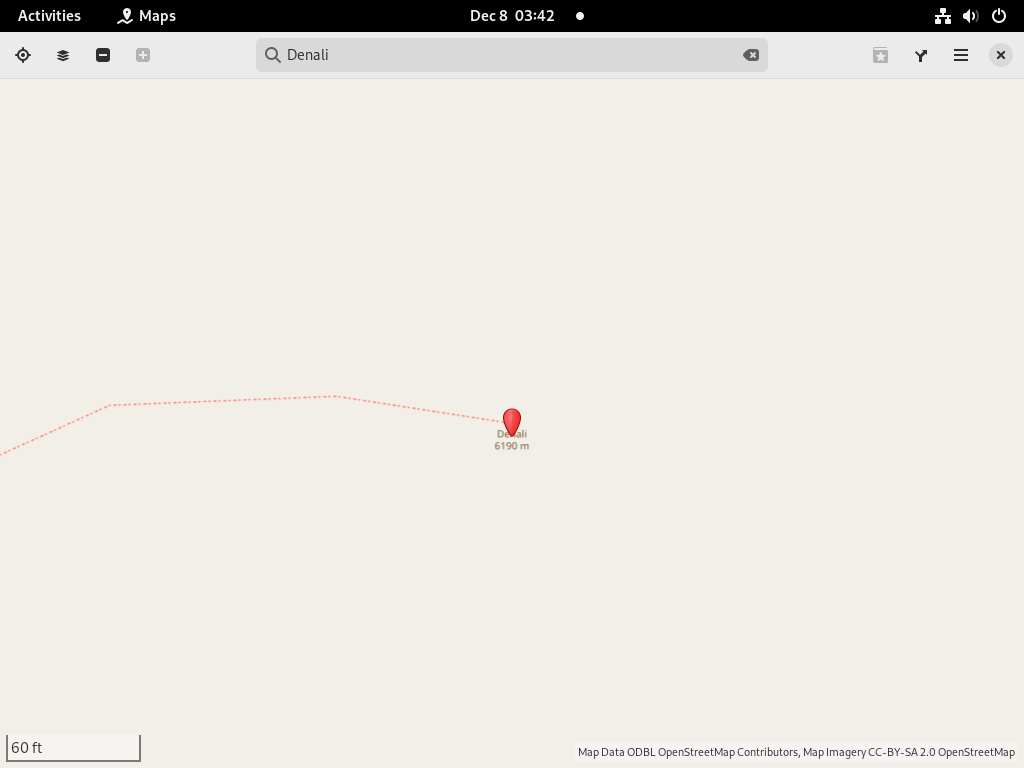 Activities
Maps
Dec 8 03:42
Denali
Denali
6190 m
60 ft
Map Data ODBL OpenStreetMap Contributors, Map Imagery CC-BY-SA 2.0 OpenStreetMap